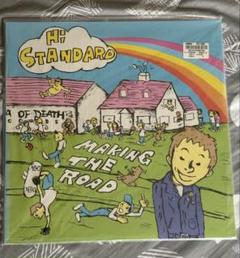 Hi
STANDARD
A OF DEATH
MAKING
THE
ROAD